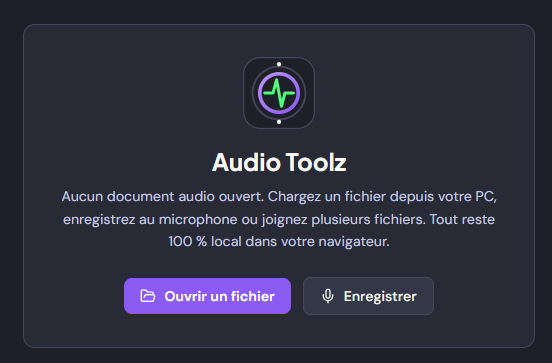 Audio Toolz
Aucun document audio ouvert. Chargez un fichier depuis votre PC,
enregistrez au microphone ou joignez plusieurs fichiers. Tout reste
100 % local dans votre navigateur.
Ouvrir un fichier
Enregistrer